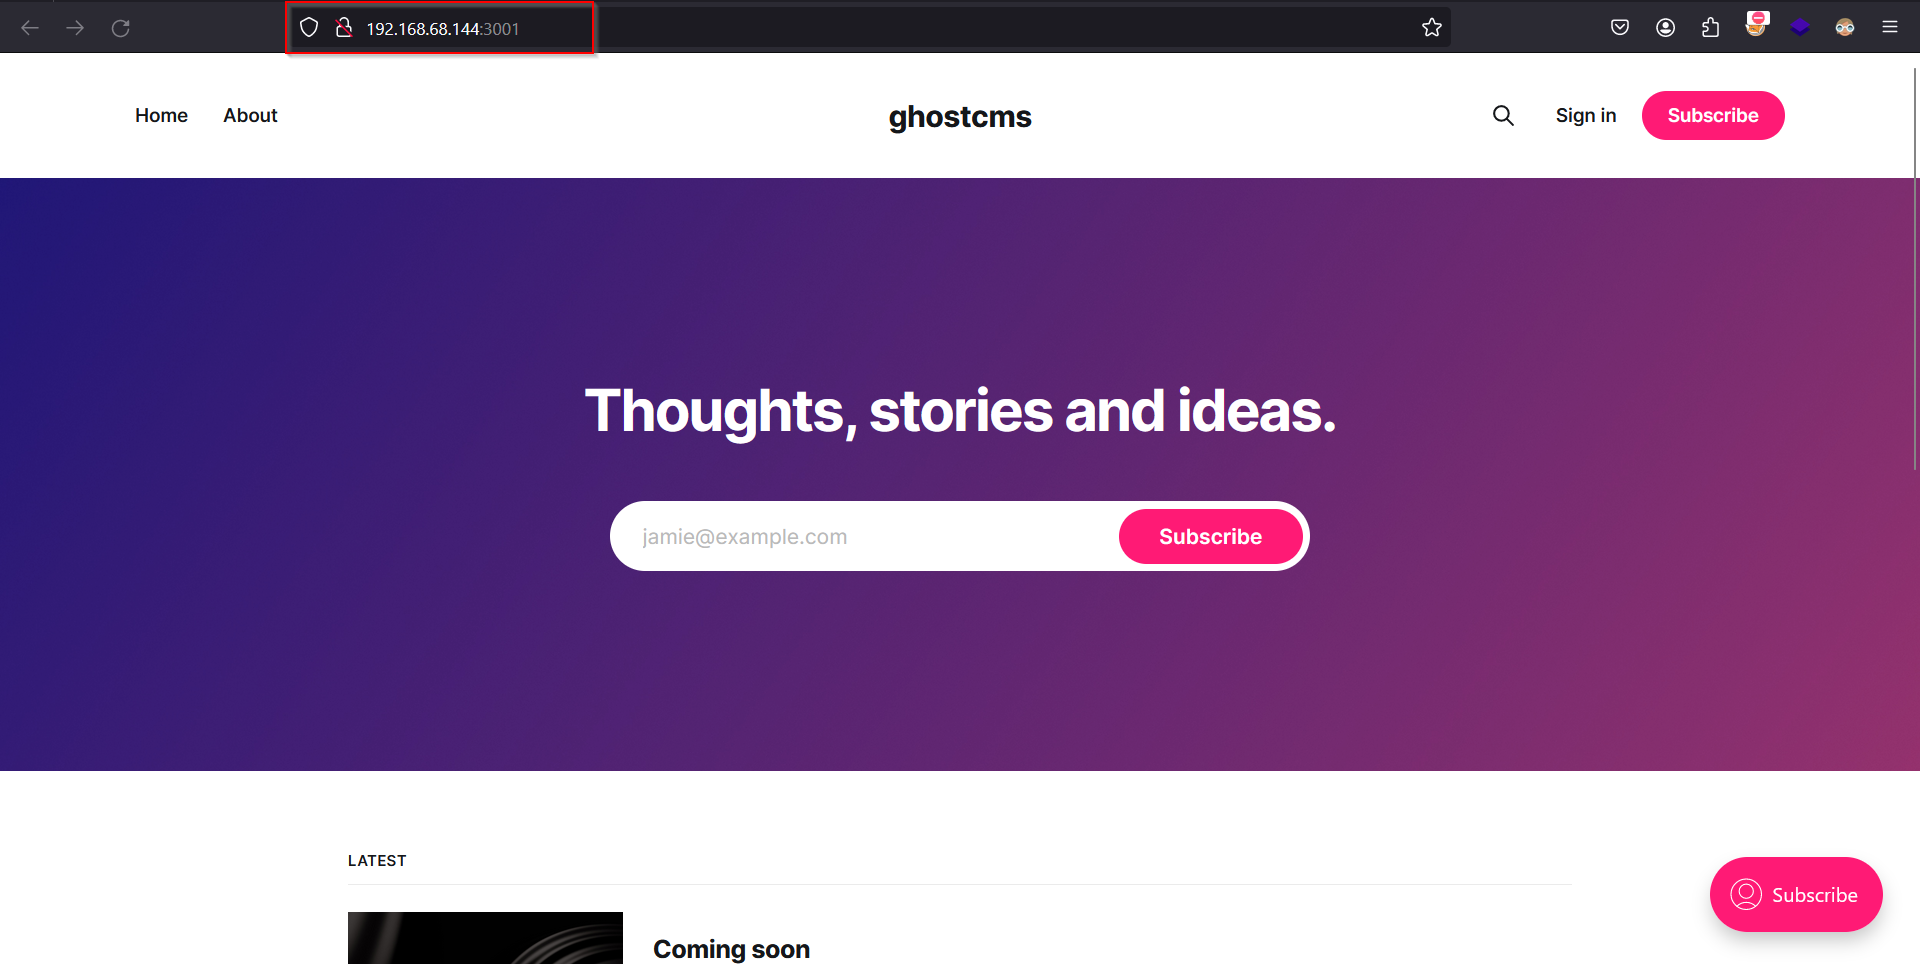 192.168.68.144:3001
Home About ghostcms Sign in Subscribe
Thoughts, stories and ideas.
jamie@example.com Subscribe
LATEST
Coming soon
Subscribe